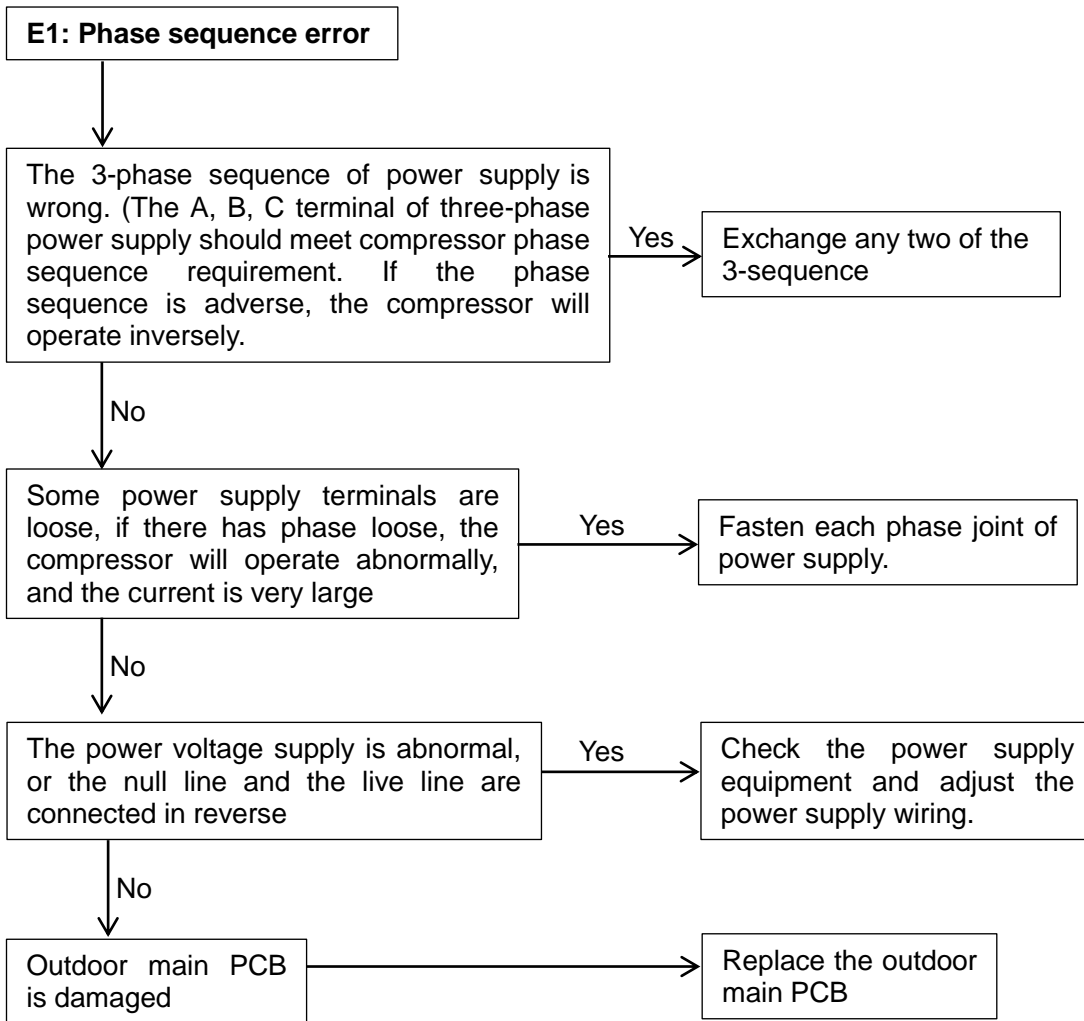 E1: Phase sequence error
The 3-phase sequence of power supply is
wrong. (The A, B, C terminal of three-phase
power supply should meet compressor phase
sequence requirement. If the phase
sequence is adverse, the compressor will
operate inversely.
Yes
Exchange any two of the
3-sequence
No
Some power supply terminals are
loose, if there has phase loose, the
compressor will operate abnormally,
and the current is very large
Yes
Fasten each phase joint of
power supply.
No
The power voltage supply is abnormal,
or the null line and the live line are
connected in reverse
Yes
Check the power supply
equipment and adjust the
power supply wiring.
No
Outdoor main PCB
is damaged
Replace the outdoor
main PCB